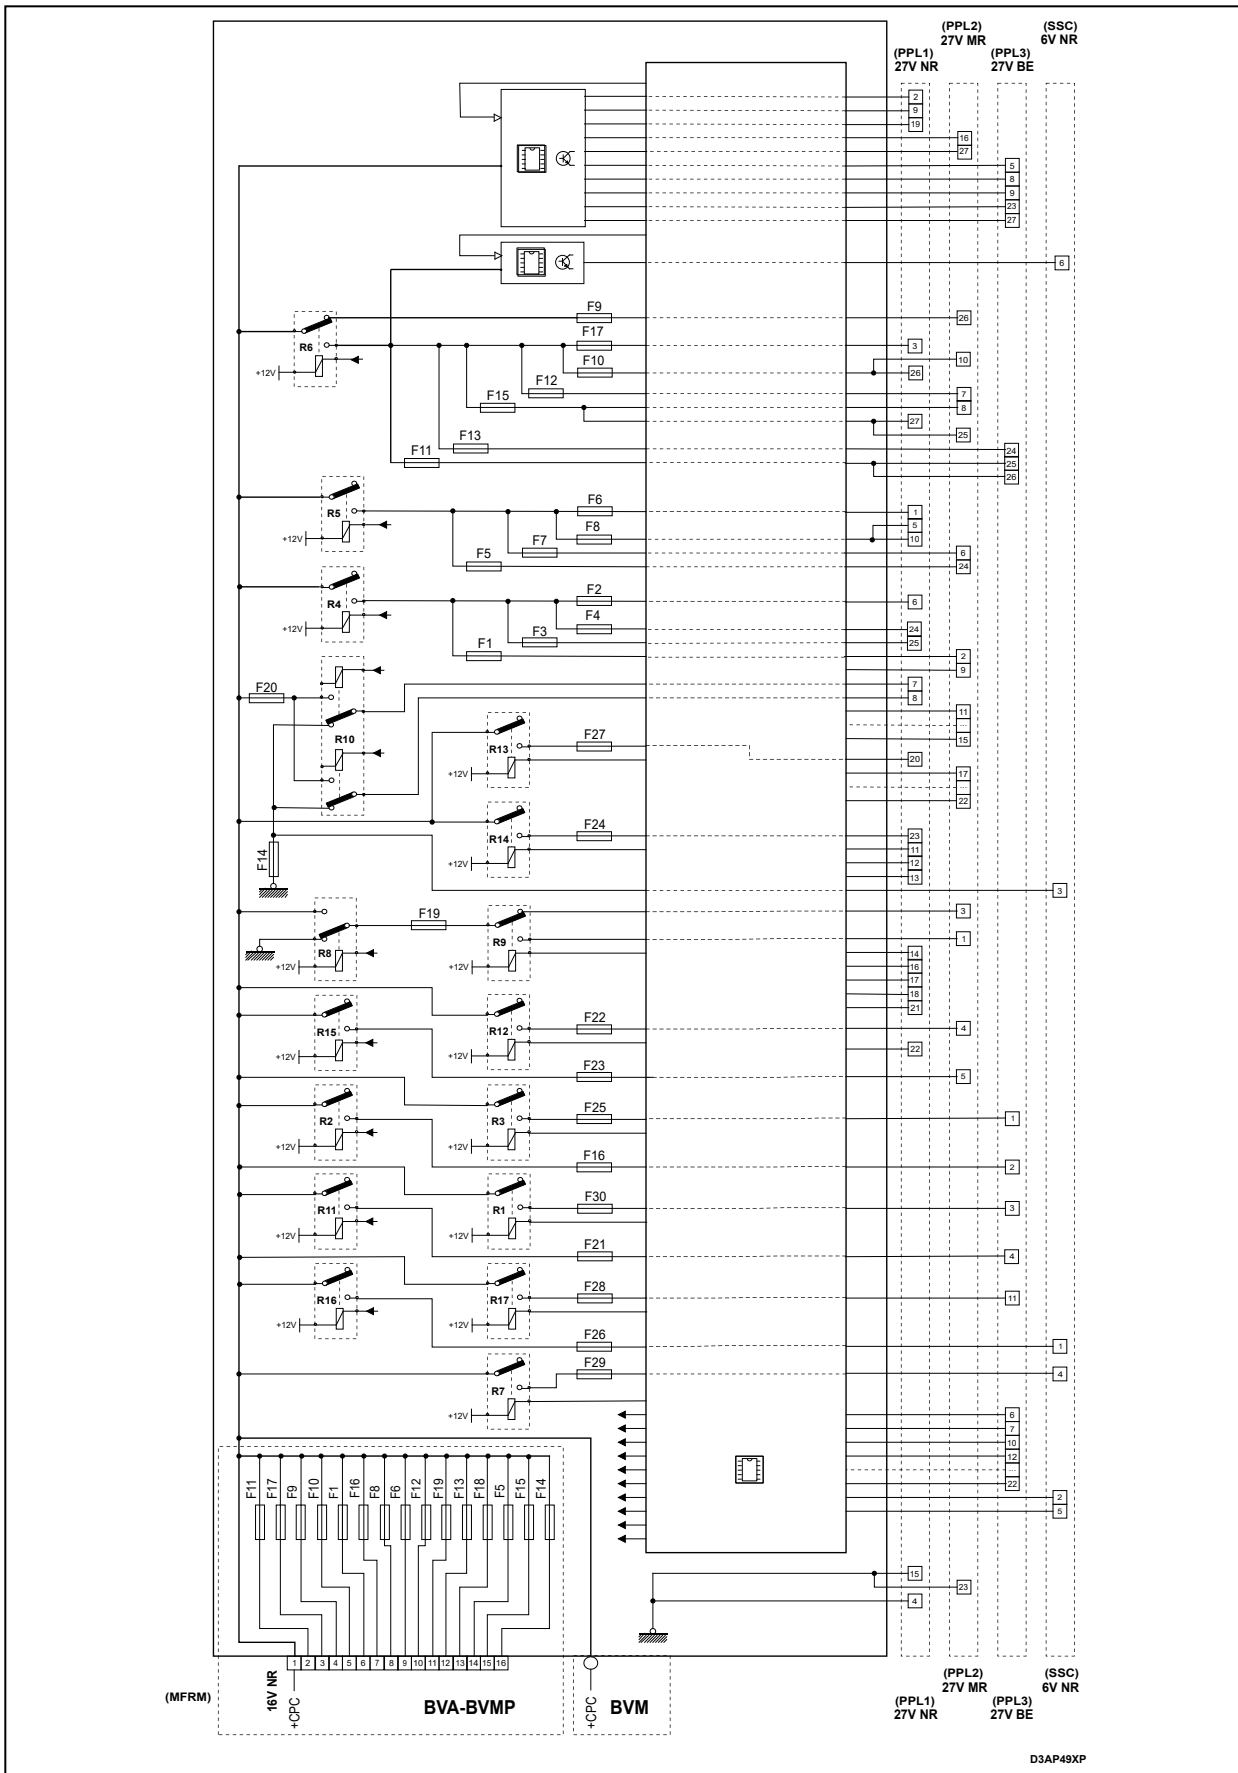 (PPL2)
27V MR
(SSC)
6V NR
(PPL1)
27V NR
(PPL3)
27V BE
2
9
19
16
27
5
8
9
23
27
6
F9
26
R6
F17
3
+12V
F10
10
26
F12
7
F15
8
27
25
F13
24
F11
25
26
R5
F6
1
5
+12V
F8
10
F7
6
F5
24
R4
F2
6
+12V
F4
24
F3
25
F1
2
9
F20
7
8
R10
11
...
15
R13
F27
20
+12V
17
...
22
R14
F24
23
11
+12V
12
13
F14
3
F19
3
R8
R9
1
+12V
+12V
14
16
17
18
21
R15
R12
F22
4
+12V
+12V
22
F23
5
R2
R3
F25
1
+12V
+12V
F16
2
R11
R1
F30
3
+12V
+12V
F21
4
R16
R17
F28
11
+12V
+12V
F26
1
F29
4
R7
+12V
6
7
10
12
...
22
2
5
F11
F17
F9
F10
F1
F16
F8
F6
F12
F19
F13
F18
F5
F15
F14
15
23
4
1 2 3 4 5 6 7 8 9 10 11 12 13 14 15 16
(MFRM)
16V NR
+CPC
BVA-BVMP
+CPC
BVM
(PPL2)
27V MR
(SSC)
6V NR
(PPL1)
27V NR
(PPL3)
27V BE
D3AP49XP